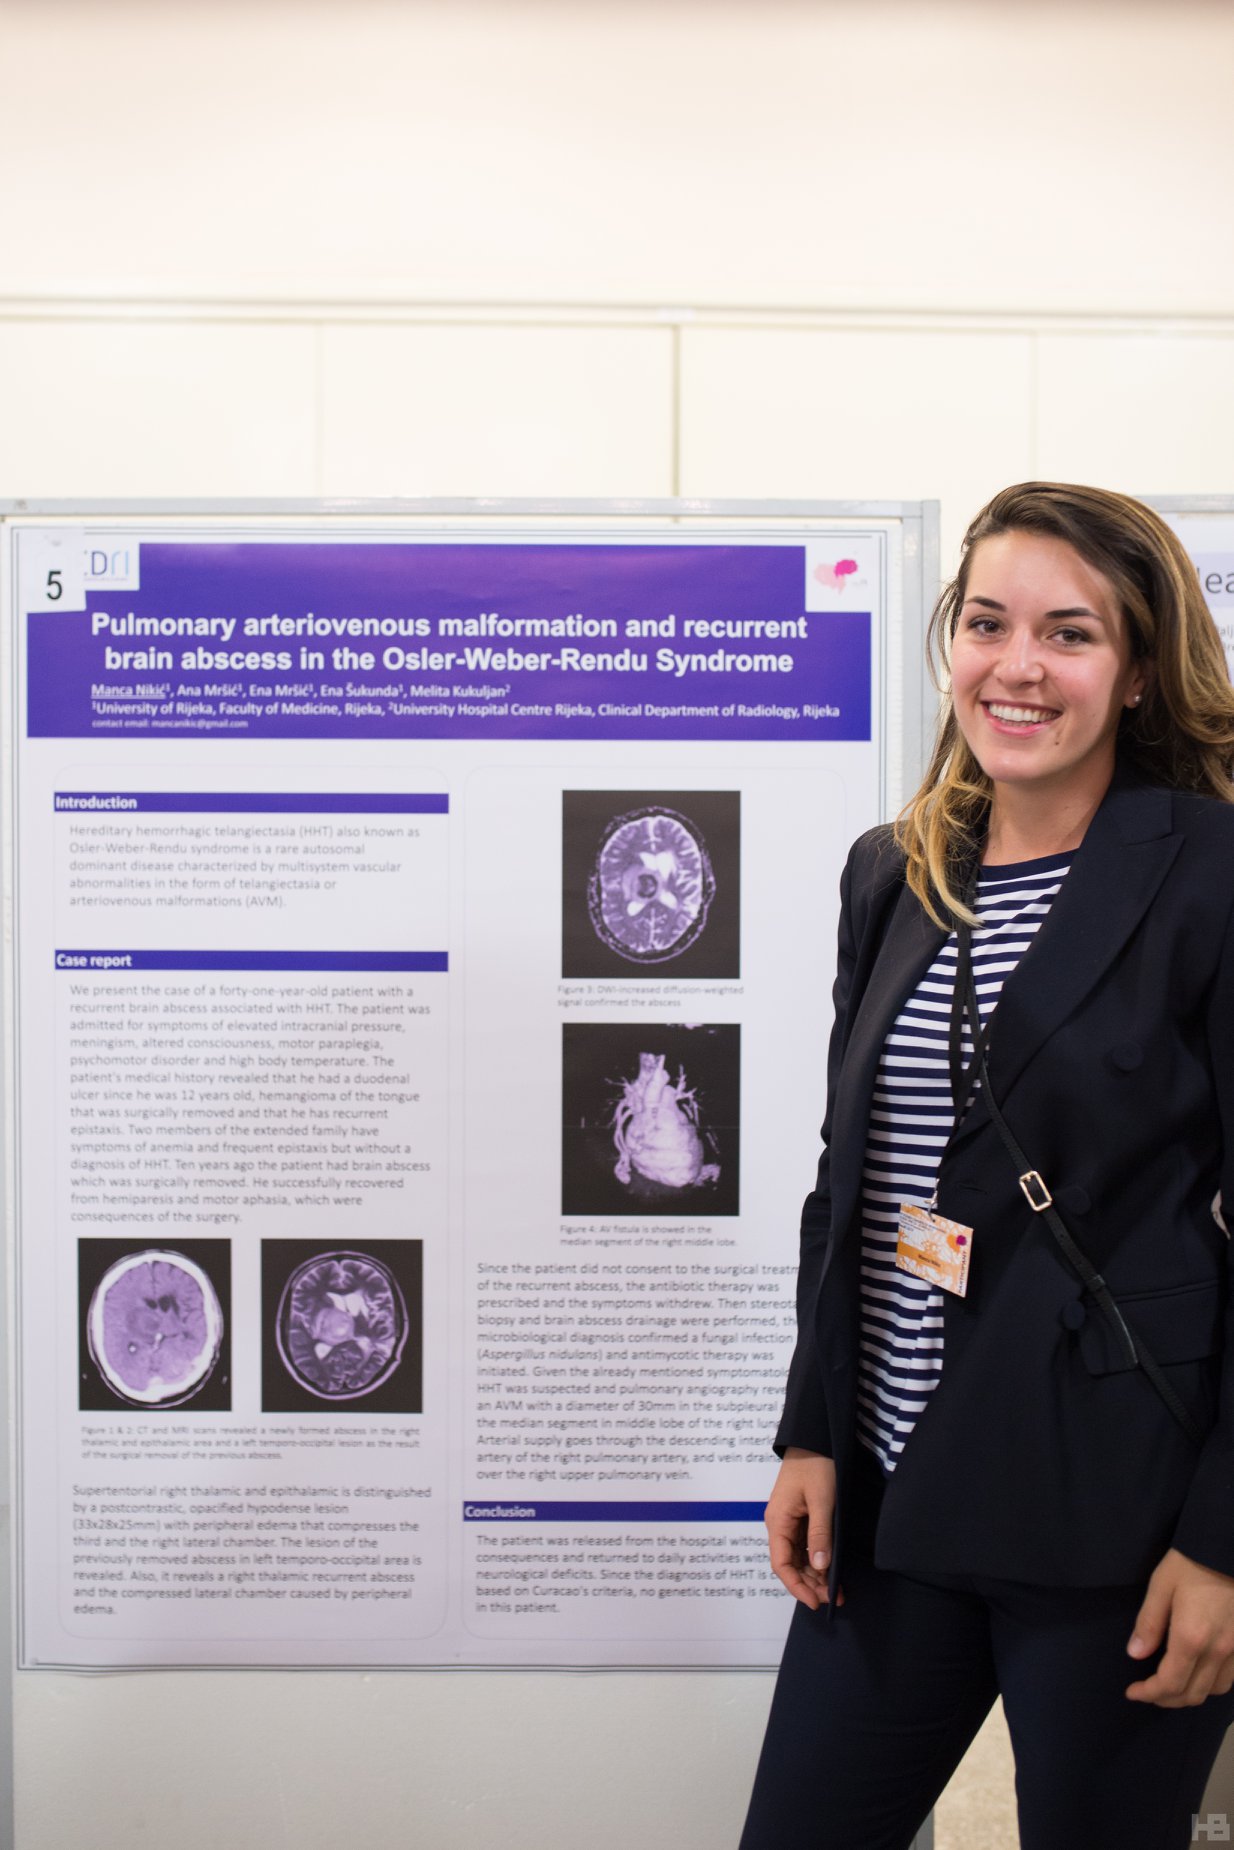 5
DRI
Pulmonary arteriovenous malformation and recurrent
brain abscess in the Osler-Weber-Rendu Syndrome
Manca Nikić¹, Ana Mršić¹, Ena Mršić¹, Ena Šukunda¹, Melita Kukuljan²
¹University of Rijeka, Faculty of Medicine, Rijeka, ²University Hospital Centre Rijeka, Clinical Department of Radiology, Rijeka
contact email: mancanikic@gmail.com
Introduction
Hereditary hemorrhagic telangiectasia (HHT) also known as
Osler-Weber-Rendu syndrome is a rare autosomal
dominant disease characterized by multisystem vascular
abnormalities in the form of telangiectasia or
arteriovenous malformations (AVM).
Case report
We present the case of a forty-one-year-old patient with a
recurrent brain abscess associated with HHT. The patient was
admitted for symptoms of elevated intracranial pressure,
meningism, altered consciousness, motor paraplegia,
psychomotor disorder and high body temperature. The
patient's medical history revealed that he had a duodenal
ulcer since he was 12 years old, hemangioma of the tongue
that was surgically removed and that he has recurrent
epistaxis. Two members of the extended family have
symptoms of anemia and frequent epistaxis but without a
diagnosis of HHT. Ten years ago the patient had brain abscess
which was surgically removed. He successfully recovered
from hemiparesis and motor aphasia, which were
consequences of the surgery.
Figure 1 & 2: CT and MRI scans revealed a newly formed abscess in the right
thalamic and epithalamic area and a left temporo-occipital lesion as the result
of the surgical removal of the previous abscess.
Supertentorial right thalamic and epithalamic is distinguished
by a postcontrastic, opacified hypodense lesion
(33x28x25mm) with peripheral edema that compresses the
third and the right lateral chamber. The lesion of the
previously removed abscess in left temporo-occipital area is
revealed. Also, it reveals a right thalamic recurrent abscess
and the compressed lateral chamber caused by peripheral
edema.
Figure 3: DWI-increased diffusion-weighted
signal confirmed the abscess
Figure 4: AV fistula is showed in the
median segment of the right middle lobe.
Since the patient did not consent to the surgical treatm
of the recurrent abscess, the antibiotic therapy was
prescribed and the symptoms withdrew. Then stereota
biopsy and brain abscess drainage were performed, th
microbiological diagnosis confirmed a fungal infection
(Aspergillus nidulans) and antimycotic therapy was
initiated. Given the already mentioned symptomatolo
HHT was suspected and pulmonary angiography reve
an AVM with a diameter of 30mm in the subpleural
the median segment in middle lobe of the right lung
Arterial supply goes through the descending interlo
artery of the right pulmonary artery, and vein draina
over the right upper pulmonary vein.
Conclusion
The patient was released from the hospital withou
consequences and returned to daily activities with
neurological deficits. Since the diagnosis of HHT is
based on Curacao's criteria, no genetic testing is requ
in this patient.
PARTICIPANT
HB